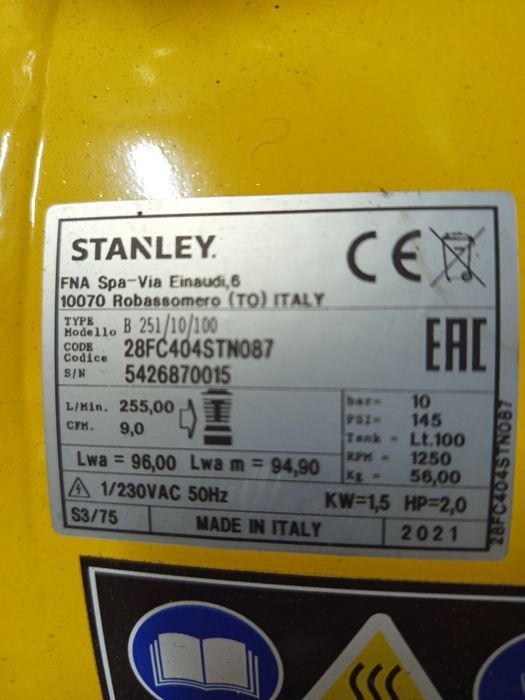 STANLEY.
FNA Spa-Via Einaudi,6
10070 Robassomero (TO) ITALY
TYPE
Modello B 251/10/100
CODE
Codice 28FC404STN087
S/N 5426870015
EAC
L/Min. 255,00
CFM. 9,0
bar= 10
PSI= 145
Tank = Lt.100
RPM = 1250
Kg = 56,00
Lwa = 96,00 Lwa m = 94,90
1/230VAC 50Hz KW=1,5 HP=2,0
S3/75 MADE IN ITALY 2021
28FC404STN087